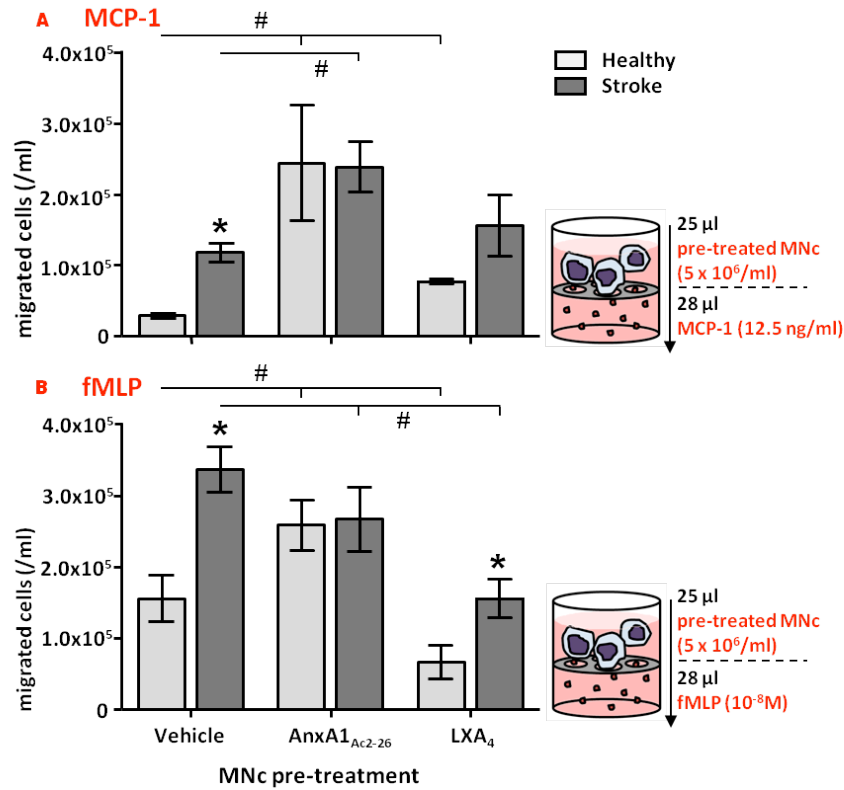 A MCP-1
#
#
4.0x10⁵
3.0x10⁵
2.0x10⁵
1.0x10⁵
0
migrated cells (/ml)
*
Healthy
Stroke
25 µl
pre-treated MNc
(5 x 10⁶/ml)
28 µl
MCP-1 (12.5 ng/ml)
B fMLP
#
#
4.0x10⁵
3.0x10⁵
2.0x10⁵
1.0x10⁵
0
migrated cells (/ml)
*
*
25 µl
pre-treated MNc
(5 x 10⁶/ml)
28 µl
fMLP (10⁻⁸M)
Vehicle AnxA1Ac2-26 LXA₄
MNc pre-treatment